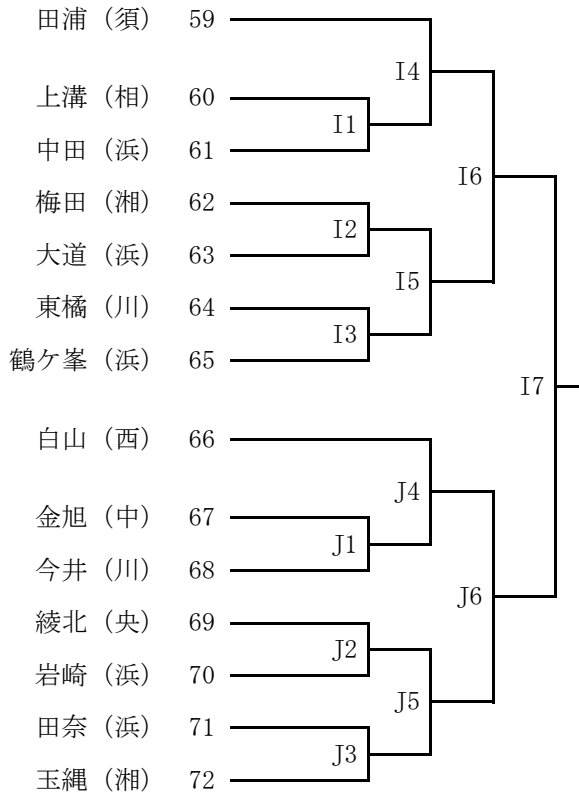 田浦（須） 59
I4
上溝（相） 60
I1
中田（浜） 61
I6
梅田（湘） 62
I2
大道（浜） 63
I5
東橘（川） 64
I3
鶴ケ峯（浜） 65
I7
白山（西） 66
J4
金旭（中） 67
J1
今井（川） 68
J6
綾北（央） 69
J2
岩崎（浜） 70
J5
田奈（浜） 71
J3
玉縄（湘） 72